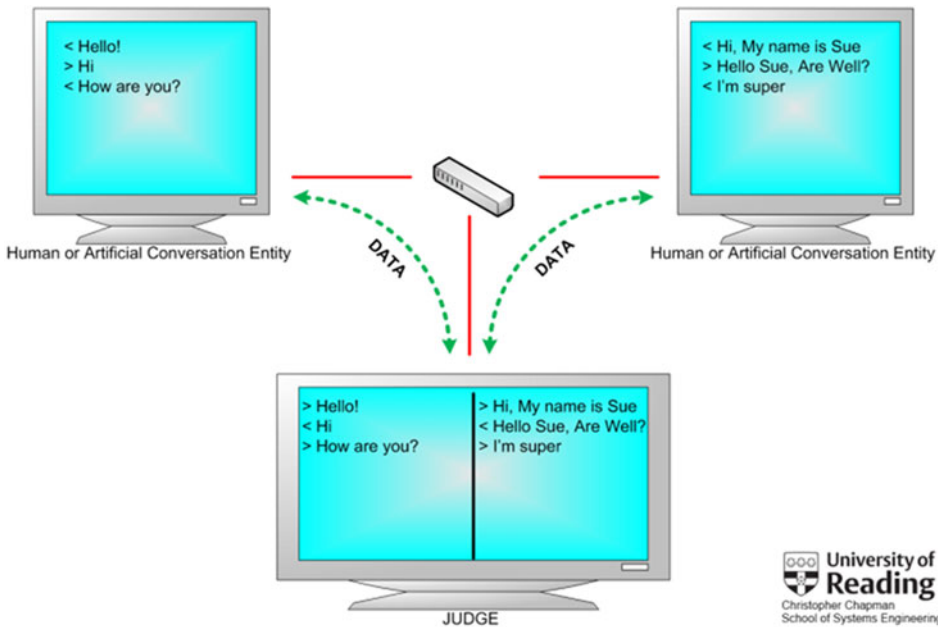 < Hello!
> Hi
< How are you?
< Hi, My name is Sue
> Hello Sue, Are Well?
< I'm super
Human or Artificial Conversation Entity
Human or Artificial Conversation Entity
DATA
DATA
> Hello!
< Hi
> How are you?
> Hi, My name is Sue
< Hello Sue, Are Well?
> I'm super
JUDGE
University of
Reading
Christopher Chapman
School of Systems Engineering